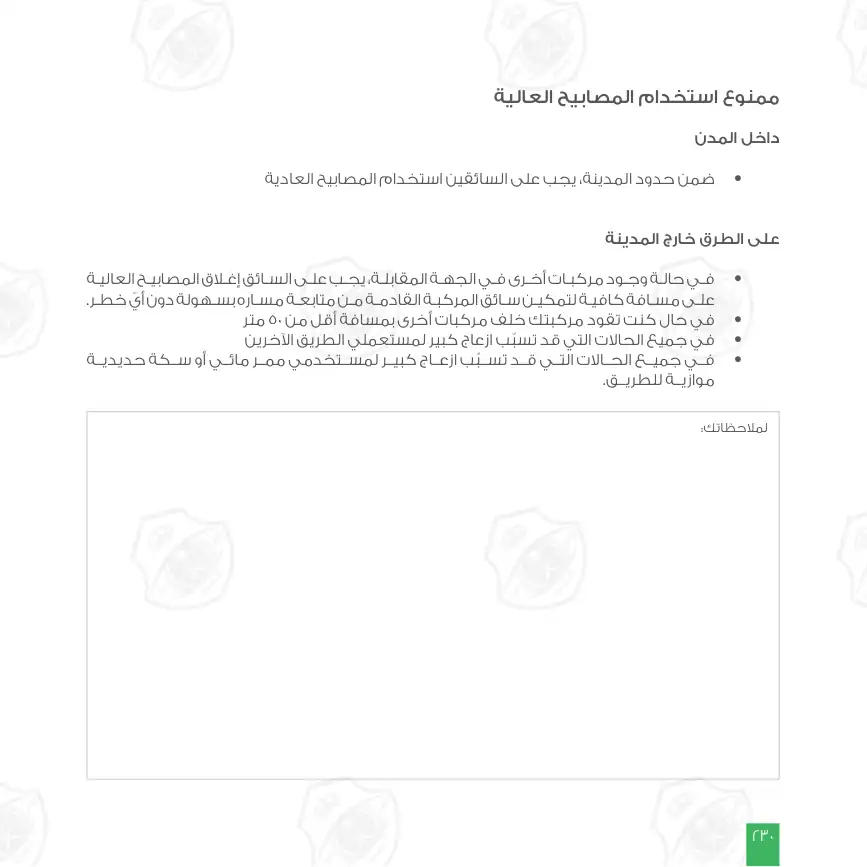 ممنوع استخدام المصابيح العالية
داخل المدن
• ضمن حدود المدينة، يجب على السائقين استخدام المصابيح العادية
على الطرق خارج المدينة
• في حالة وجود مركبات أخرى في الجهة المقابلة، يجب على السائق إغلاق المصابيح العالية
على مسافة كافية لتمكين سائق المركبة القادمة من متابعة مساره بسهولة دون أيّ خطر.
• في حال كنت تقود مركبتك خلف مركبات أخرى بمسافة أقل من ٥٠ متر
• في جميع الحالات التي قد تسبّب ازعاج كبير لمستعملي الطريق الآخرين
• في جميع الحالات التي قد تسبّب ازعاج كبير لمستخدمي ممر مائي أو سكة حديدية
موازية للطريق.
لملاحظاتك:
٢٣٠